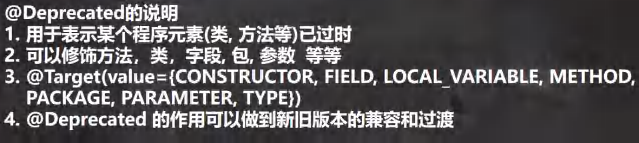 @Deprecated的说明
1. 用于表示某个程序元素(类, 方法等)已过时
2. 可以修饰方法，类，字段, 包, 参数 等等
3. @Target(value={CONSTRUCTOR, FIELD, LOCAL_VARIABLE, METHOD,
PACKAGE, PARAMETER, TYPE})
4. @Deprecated 的作用可以做到新旧版本的兼容和过渡